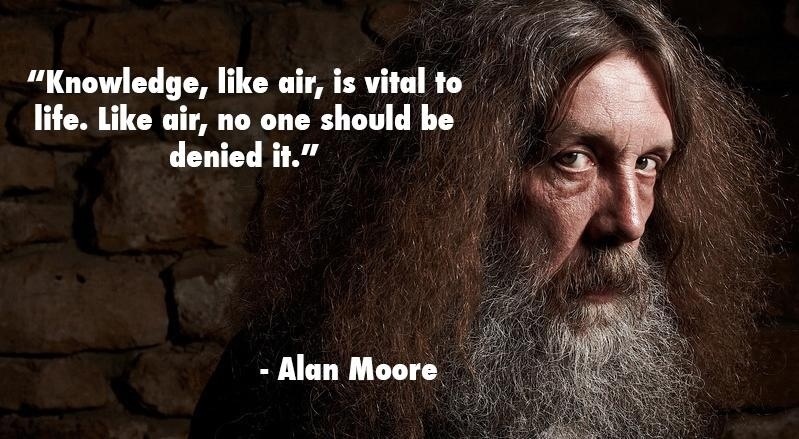 “Knowledge, like air, is vital to
life. Like air, no one should be
denied it.”
- Alan Moore